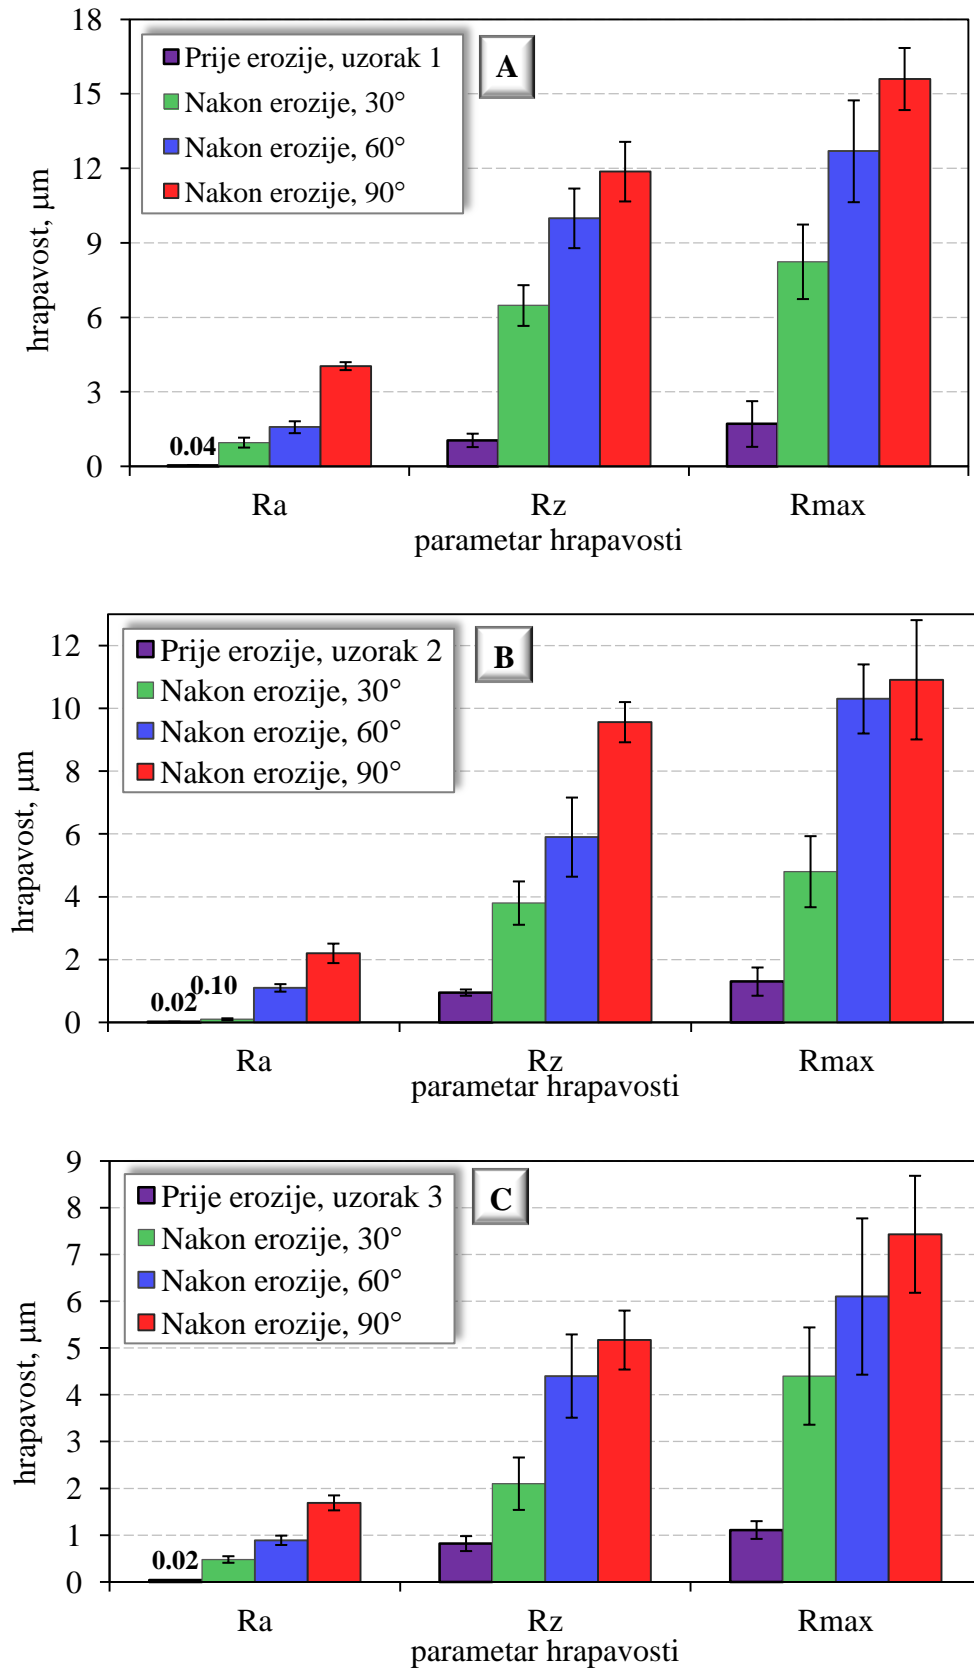 18
15
12
9
6
3
0
hrapavost, μm
Prije erozije, uzorak 1
Nakon erozije, 30°
Nakon erozije, 60°
Nakon erozije, 90°
A
0.04
Ra
Rz
Rmax
parametar hrapavosti
12
10
8
6
4
2
0
hrapavost, μm
Prije erozije, uzorak 2
Nakon erozije, 30°
Nakon erozije, 60°
Nakon erozije, 90°
B
0.02
0.10
Ra
Rz
Rmax
parametar hrapavosti
9
8
7
6
5
4
3
2
1
0
hrapavost, μm
Prije erozije, uzorak 3
Nakon erozije, 30°
Nakon erozije, 60°
Nakon erozije, 90°
C
0.02
Ra
Rz
Rmax
parametar hrapavosti